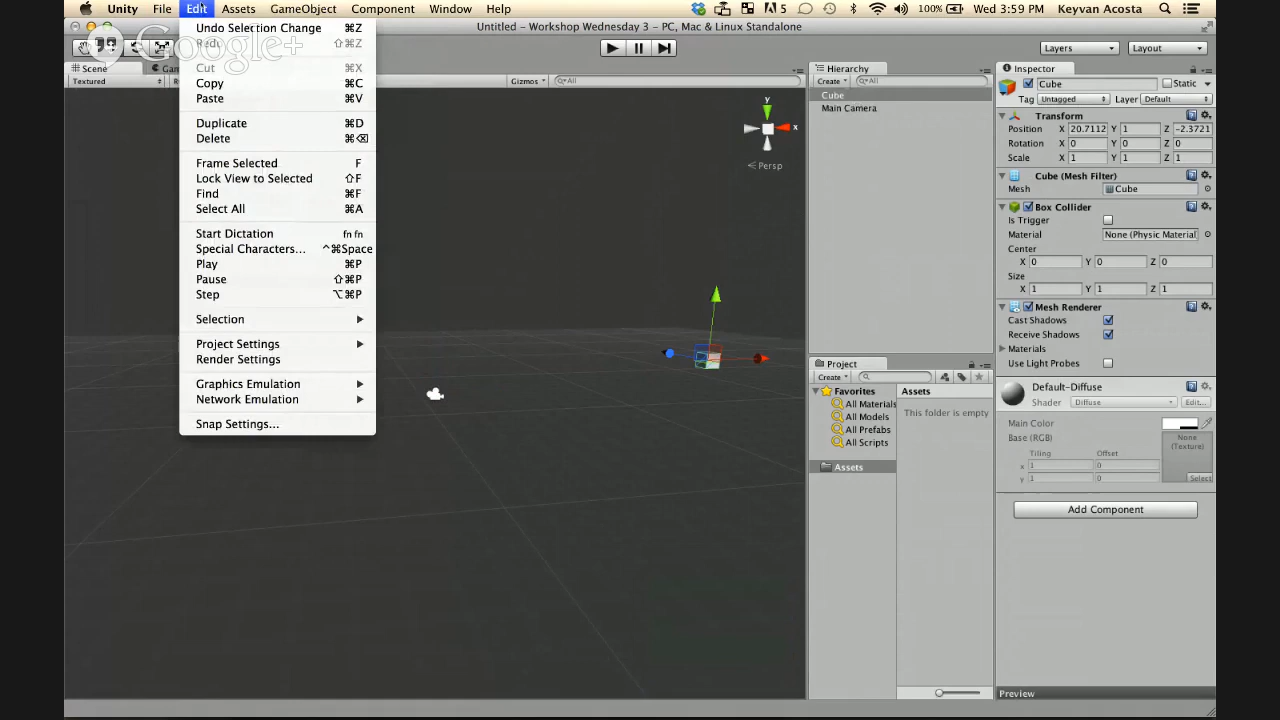 Unity File Edit Assets GameObject Component Window Help 5 100% Wed 3:59 PM Keyvan Acosta
Untitled - Workshop Wednesday 3 - PC, Mac & Linux Standalone
Google+
Layers Layout
Scene
Textured Gizmos All
Undo Selection Change ⌘Z
Redo ⇧⌘Z
Cut ⌘X
Copy ⌘C
Paste ⌘V
Duplicate ⌘D
Delete ⌘⌫
Frame Selected F
Lock View to Selected ⇧F
Find ⌘F
Select All ⌘A
Start Dictation fn fn
Special Characters... ^⌘Space
Play ⌘P
Pause ⇧⌘P
Step ⌥⌘P
Selection
Project Settings
Render Settings
Graphics Emulation
Network Emulation
Snap Settings...
y
x
Persp
Hierarchy
Create All
Cube
Main Camera
Project
Create
Favorites
All Materials
All Models
All Prefabs
All Scripts
Assets
Assets
This folder is empty
Inspector
Cube Static
Tag Untagged Layer Default
Transform
Position X 20.7112 Y 1 Z -2.3721
Rotation X 0 Y 0 Z 0
Scale X 1 Y 1 Z 1
Cube (Mesh Filter)
Mesh Cube
Box Collider
Is Trigger
Material None (Physic Material
Center
X 0 Y 0 Z 0
Size
X 1 Y 1 Z 1
Mesh Renderer
Cast Shadows
Receive Shadows
Materials
Use Light Probes
Default-Diffuse
Shader Diffuse Edit...
Main Color
Base (RGB) None (Texture)
Tiling Offset
x 1 0
y 1 0
Select
Add Component
Preview